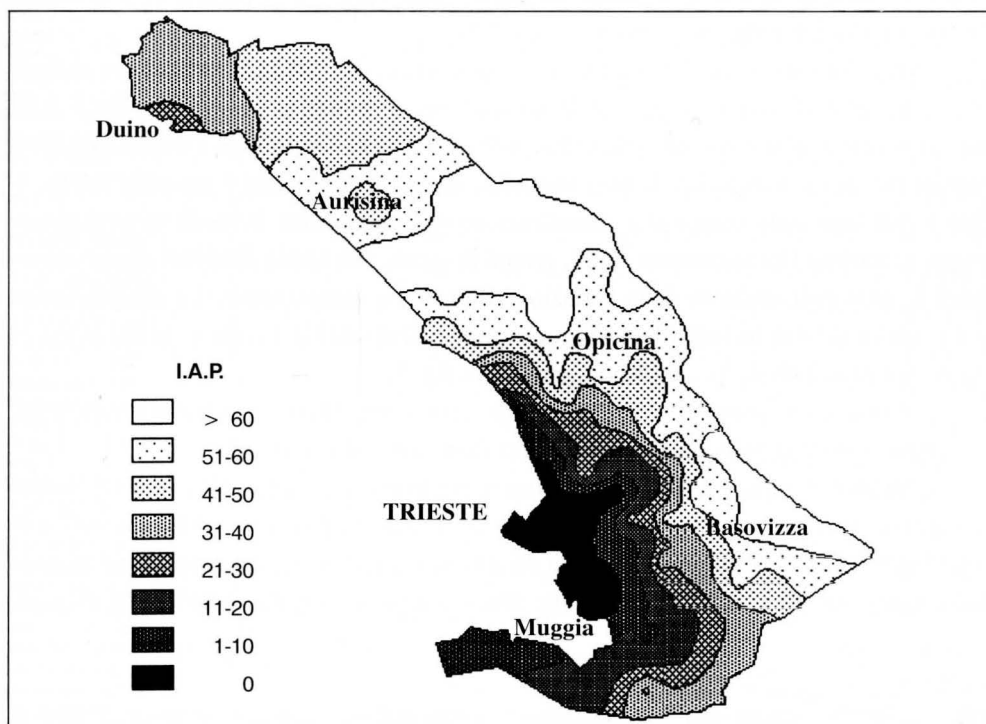 Duino
Aurisina
Opicina
I.A.P.
> 60
51-60
41-50
31-40
21-30
11-20
1-10
0
TRIESTE
Basovizza
Muggia